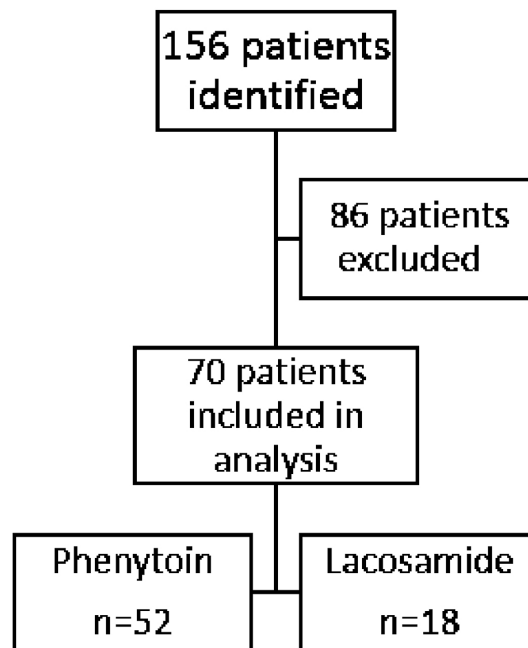 156 patients
identified
86 patients
excluded
70 patients
included in
analysis
Phenytoin
n=52
Lacosamide
n=18